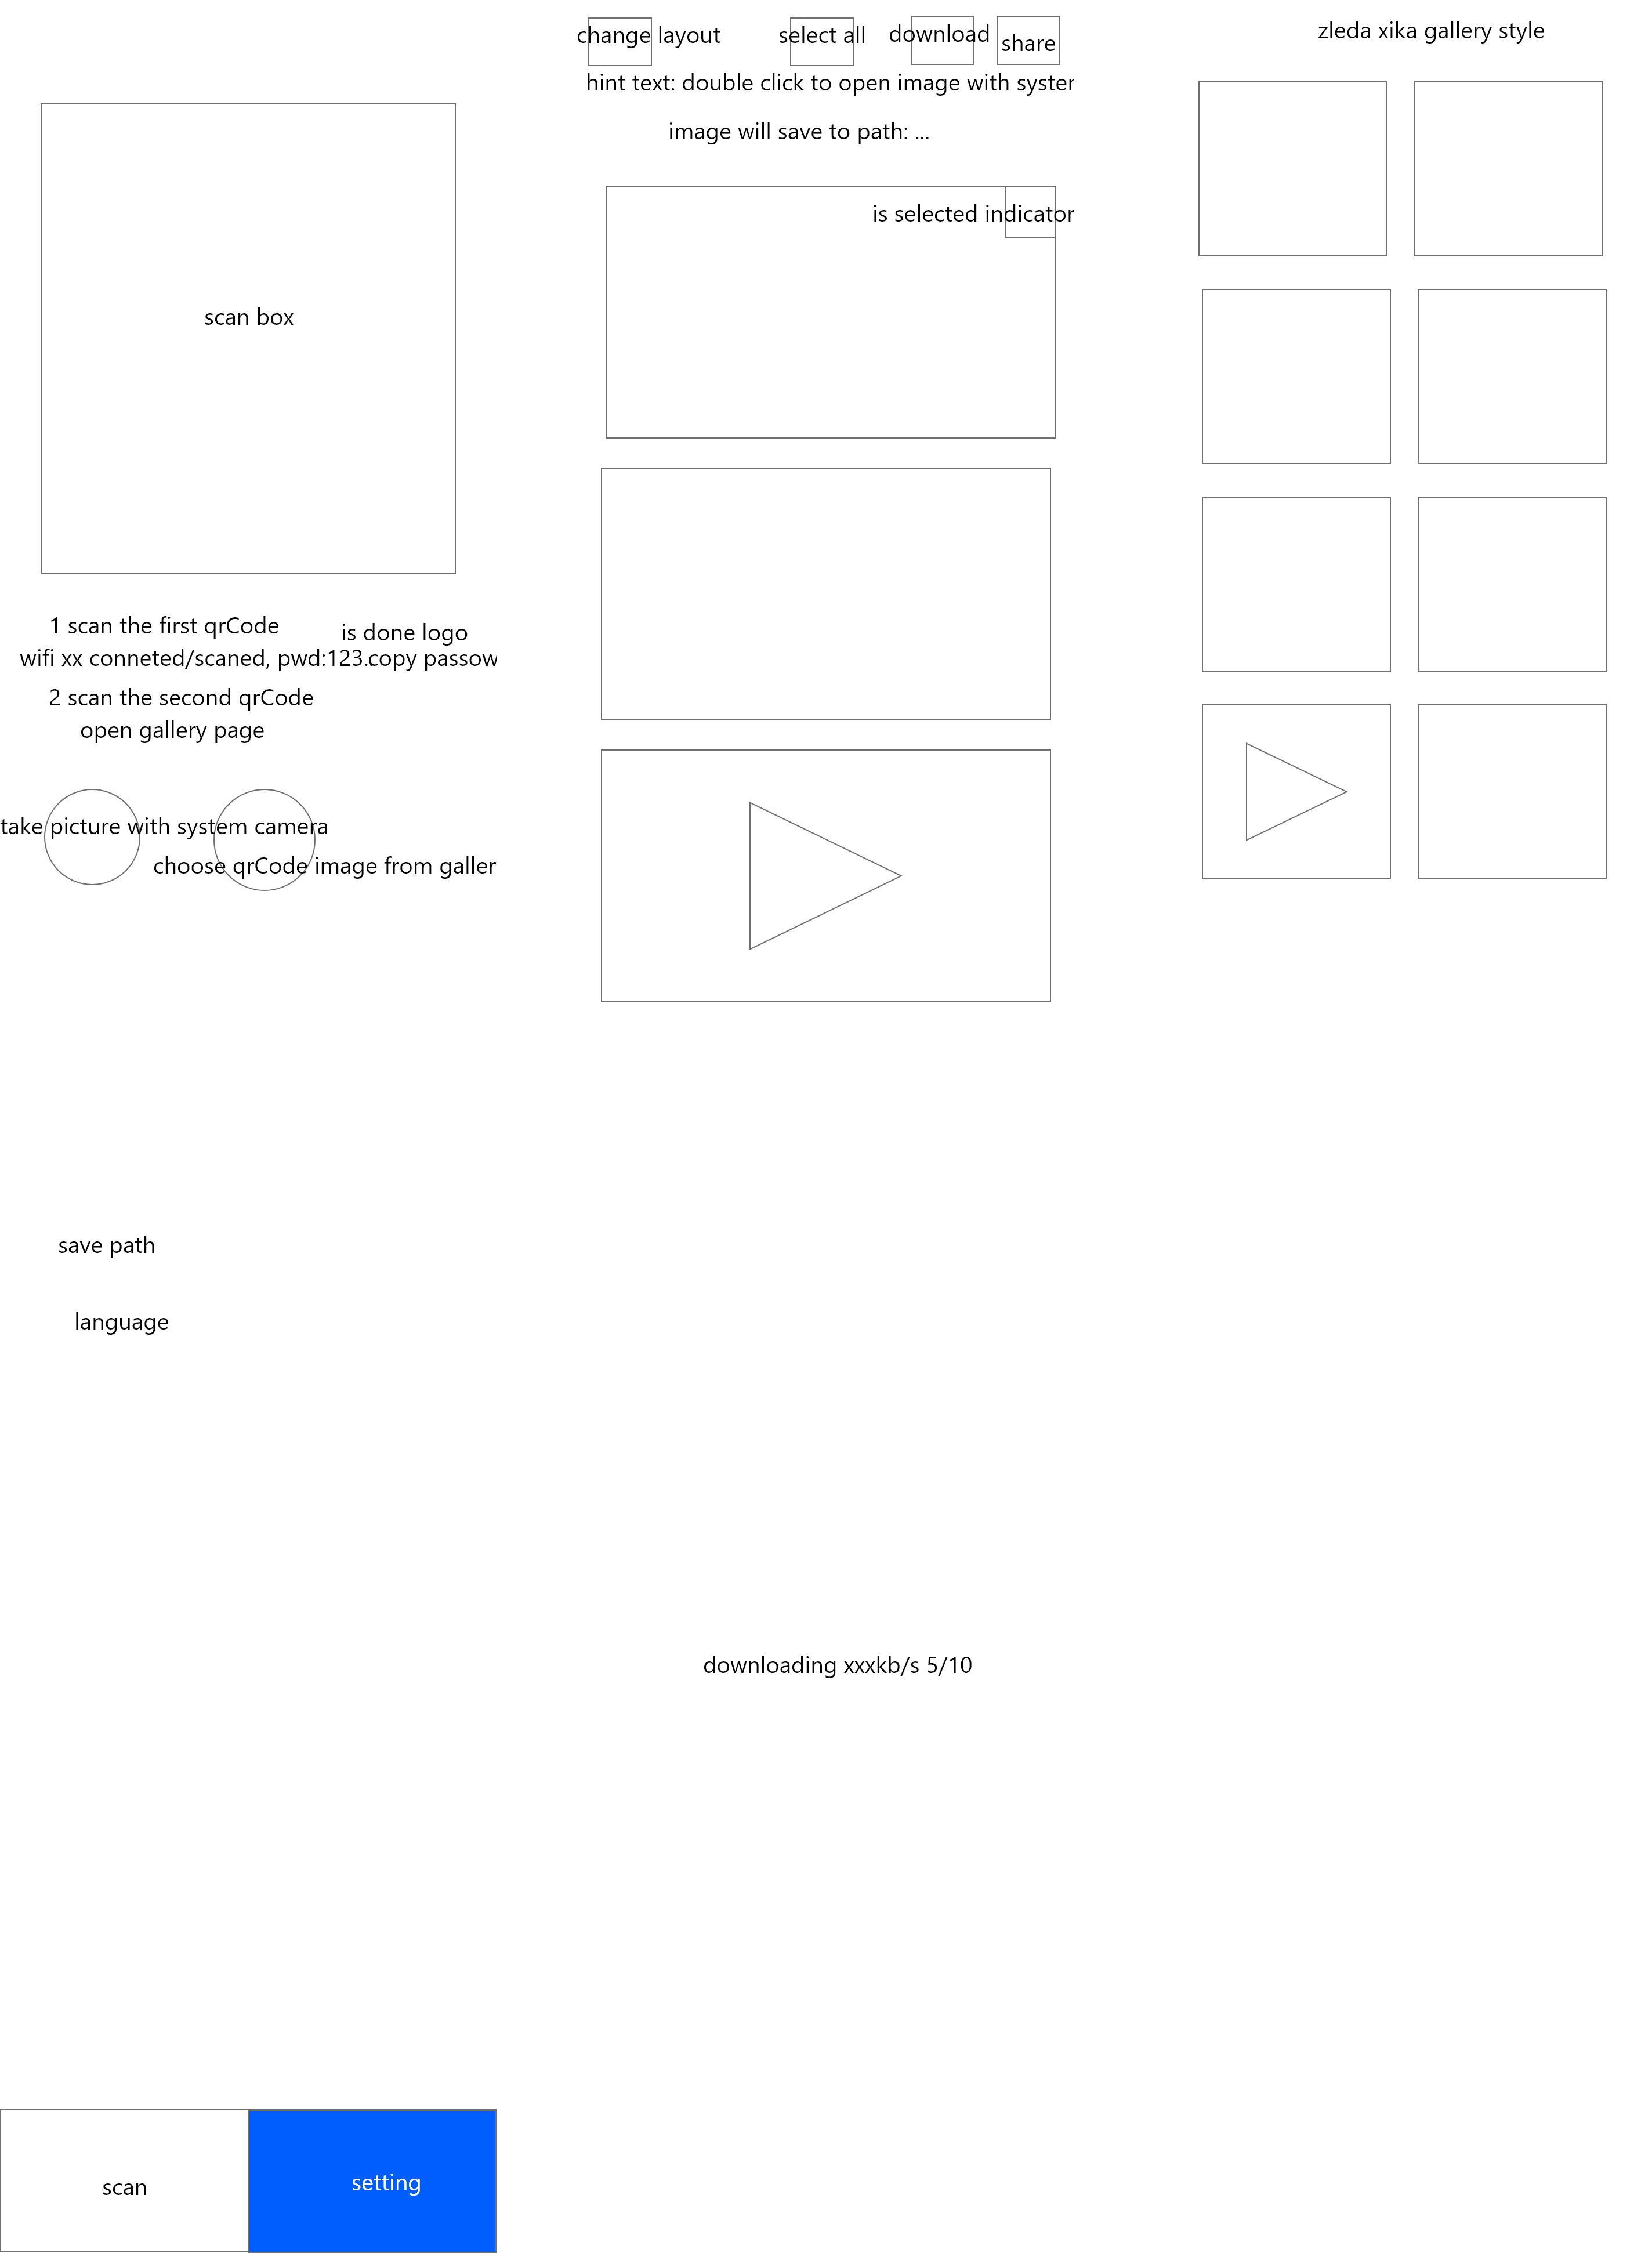 scan box
1 scan the first qrCode
is done logo
wifi xx conneted/scaned, pwd:123.copy passow
2 scan the second qrCode
open gallery page
take picture with system camera
choose qrCode image from galler
save path
language
scan
setting
change layout
select all
download
share
hint text: double click to open image with syster
image will save to path: ...
is selected indicator
downloading xxxkb/s 5/10
zleda xika gallery style